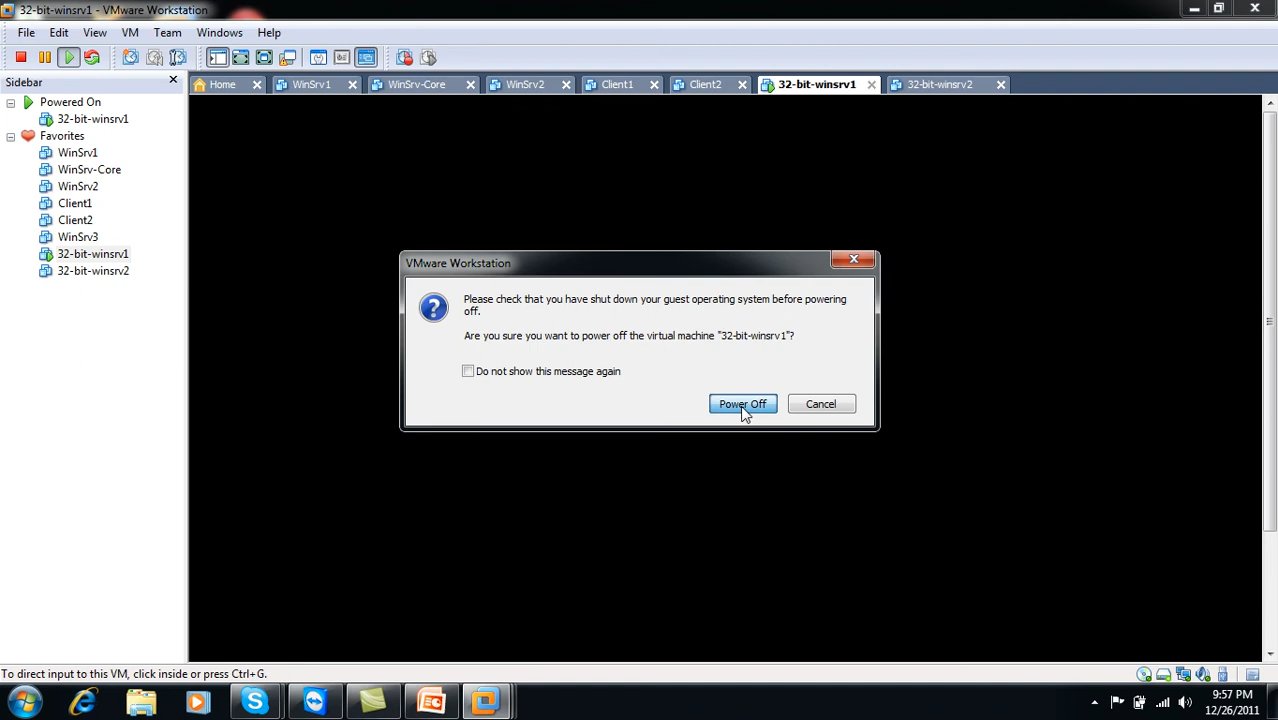 32-bit-winsrv1 - VMware Workstation
File Edit View VM Team Windows Help
Sidebar
Home WinSrv1 WinSrv-Core WinSrv2 Client1 Client2 32-bit-winsrv1 32-bit-winsrv2
Powered On
32-bit-winsrv1
Favorites
WinSrv1
WinSrv-Core
WinSrv2
Client1
Client2
WinSrv3
32-bit-winsrv1
32-bit-winsrv2
VMware Workstation
Please check that you have shut down your guest operating system before powering
off.
Are you sure you want to power off the virtual machine "32-bit-winsrv1"?
Do not show this message again
Power Off Cancel
To direct input to this VM, click inside or press Ctrl+G.
9:57 PM
12/26/2011